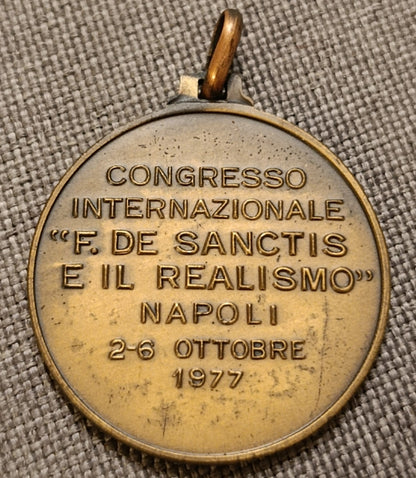 CONGRESSO
INTERNAZIONALE
"F. DE SANCTIS
E IL REALISMO"
NAPOLI
2-6 OTTOBRE
1977